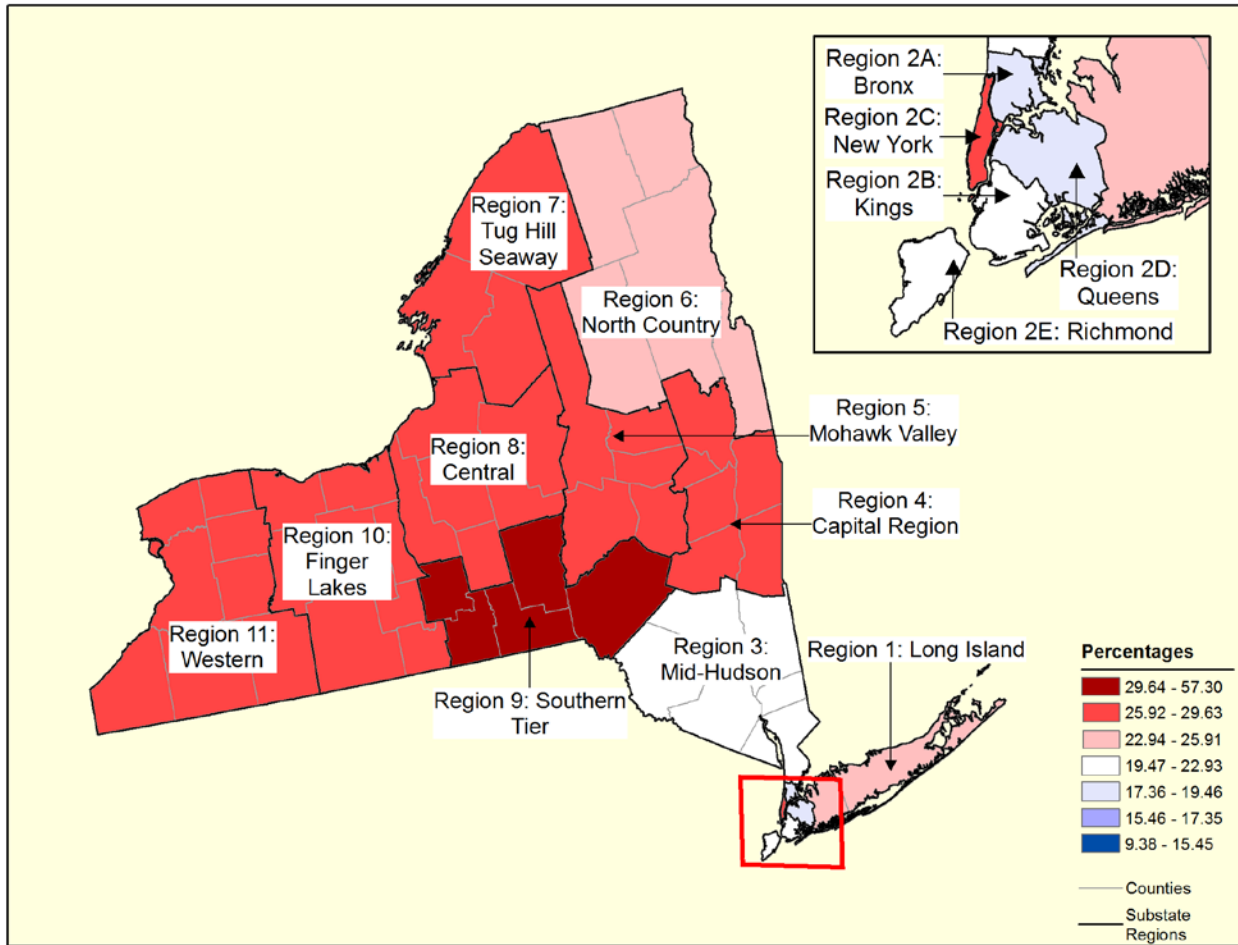 Region 2A:
Bronx
Region 2C:
New York
Region 2B:
Kings
Region 2D:
Queens
Region 2E: Richmond
Region 7:
Tug Hill
Seaway
Region 6:
North Country
Region 5:
Mohawk Valley
Region 8:
Central
Region 4:
Capital Region
Region 10:
Finger
Lakes
Region 11:
Western
Region 3:
Mid-Hudson
Region 1: Long Island
Region 9: Southern
Tier
Percentages
29.64 - 57.30
25.92 - 29.63
22.94 - 25.91
19.47 - 22.93
17.36 - 19.46
15.46 - 17.35
9.38 - 15.45
Counties
Substate
Regions